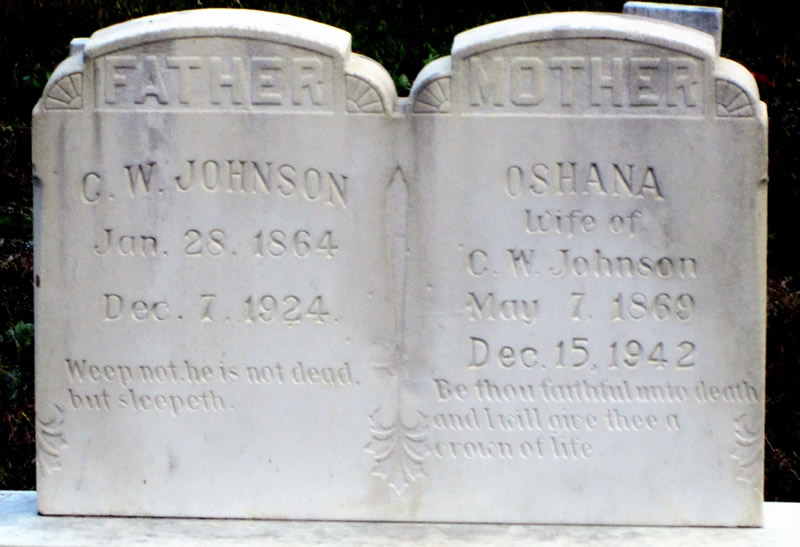 FATHER
C. W. JOHNSON
Jan. 28. 1864
Dec. 7. 1924.
Weep not, he is not dead,
but sleepeth.
MOTHER
OSHANA
Wife of
C. W. Johnson
May 7. 1869
Dec. 15, 1942
Be thou faithful unto death
and I will give thee a
crown of life.